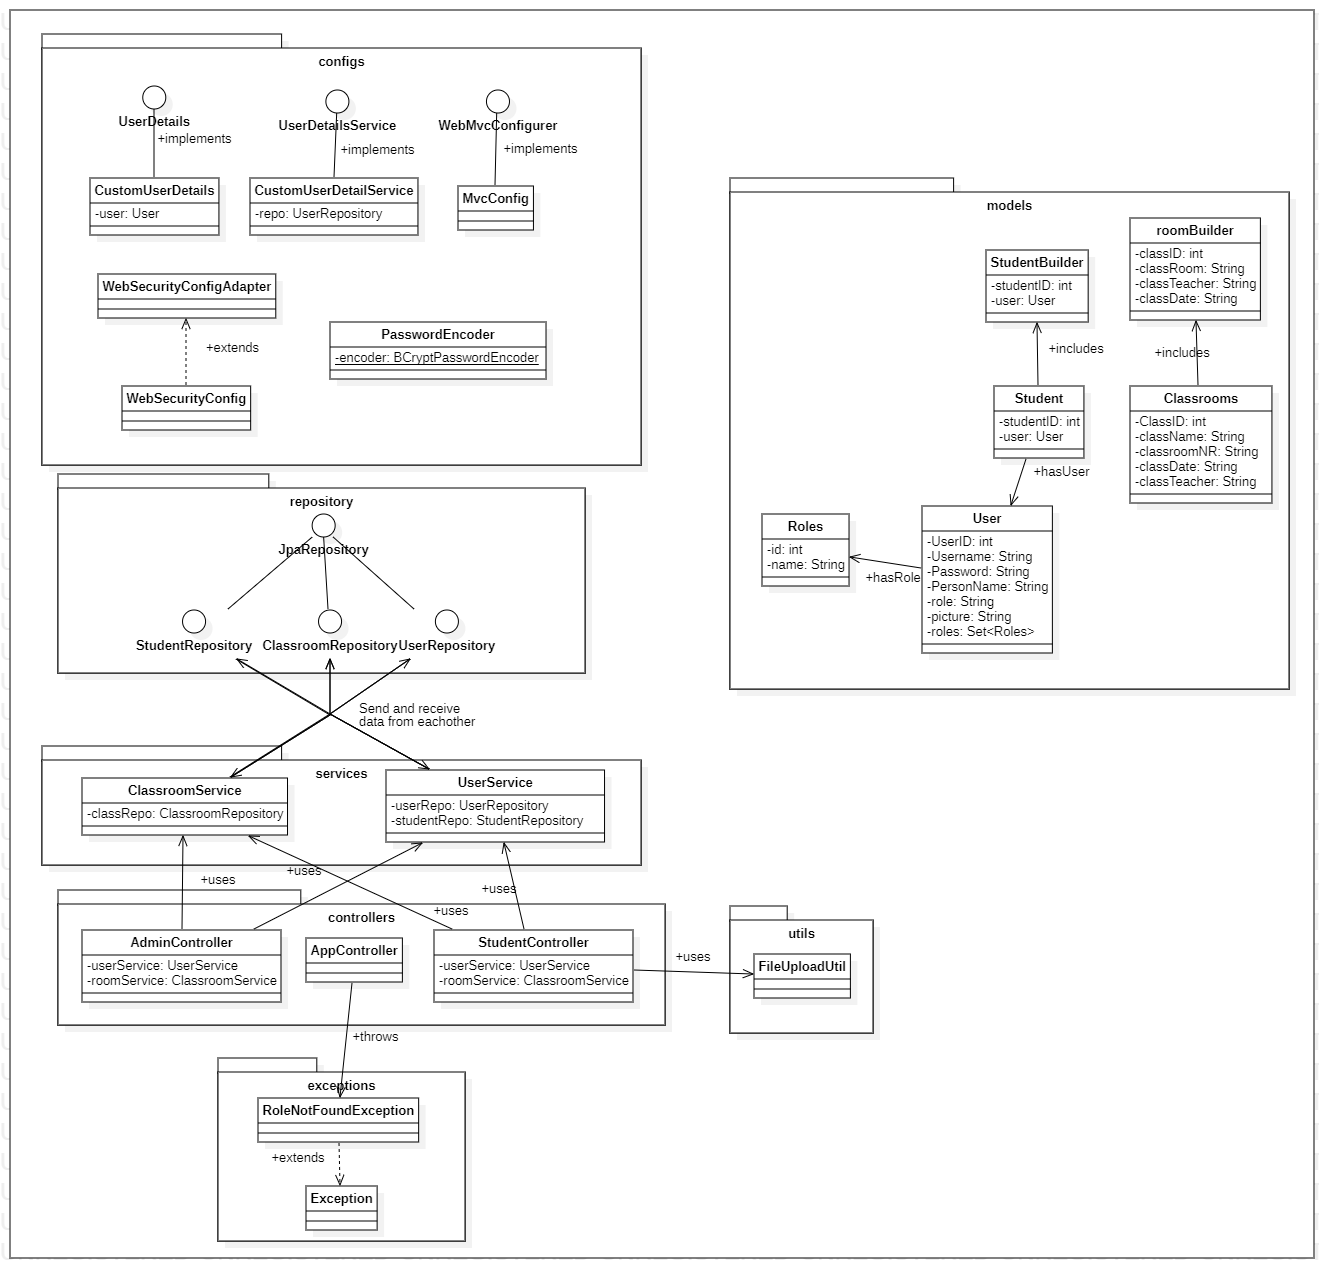 configs
UserDetails
+implements
CustomUserDetails
-user: User
UserDetailsService
+implements
CustomUserDetailService
-repo: UserRepository
WebMvcConfigurer
+implements
MvcConfig
WebSecurityConfigAdapter
+extends
WebSecurityConfig
PasswordEncoder
-encoder: BCryptPasswordEncoder
models
StudentBuilder
-studentID: int
-user: User
+includes
roomBuilder
-classID: int
-classRoom: String
-classTeacher: String
-classDate: String
+includes
Student
-studentID: int
-user: User
+hasUser
Classrooms
-ClassID: int
-className: String
-classroomNR: String
-classDate: String
-classTeacher: String
Roles
-id: int
-name: String
+hasRole
User
-UserID: int
-Username: String
-Password: String
-PersonName: String
-role: String
-picture: String
-roles: Set<Roles>
repository
JpaRepository
StudentRepository
ClassroomRepository
UserRepository
Send and receive
data from eachother
services
ClassroomService
-classRepo: ClassroomRepository
UserService
-userRepo: UserRepository
-studentRepo: StudentRepository
+uses
+uses
+uses
+uses
controllers
AdminController
-userService: UserService
-roomService: ClassroomService
AppController
StudentController
-userService: UserService
-roomService: ClassroomService
+uses
utils
FileUploadUtil
+throws
exceptions
RoleNotFoundException
+extends
Exception